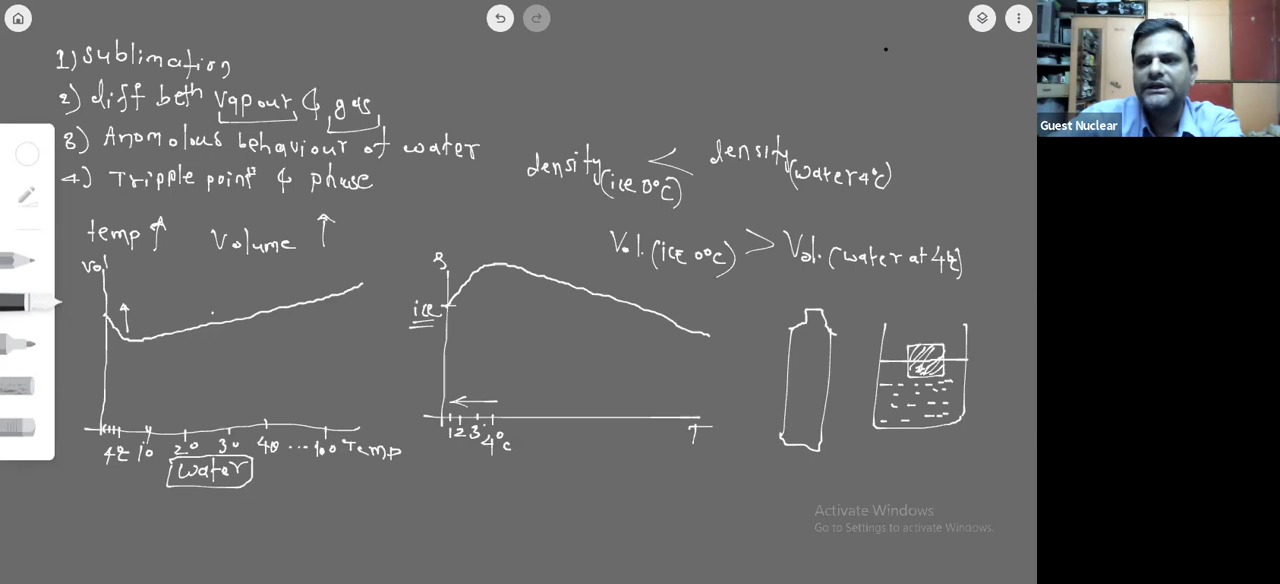 1) Sublimation
2) diff beth vapour & gas
3) Anomolous behaviour of water
4) Tripple point & phase
density(ice 0°C) < density(water 4°C)
temp ↑ Volume ↑
Vol.(ice 0°C) > Vol.(water at 4°C)
Vol
ice
1 2 3 4°C
T
4°C 10 20 30 40 ... 100 Temp
water
Guest Nuclear
Activate Windows
Go to Settings to activate Windows.